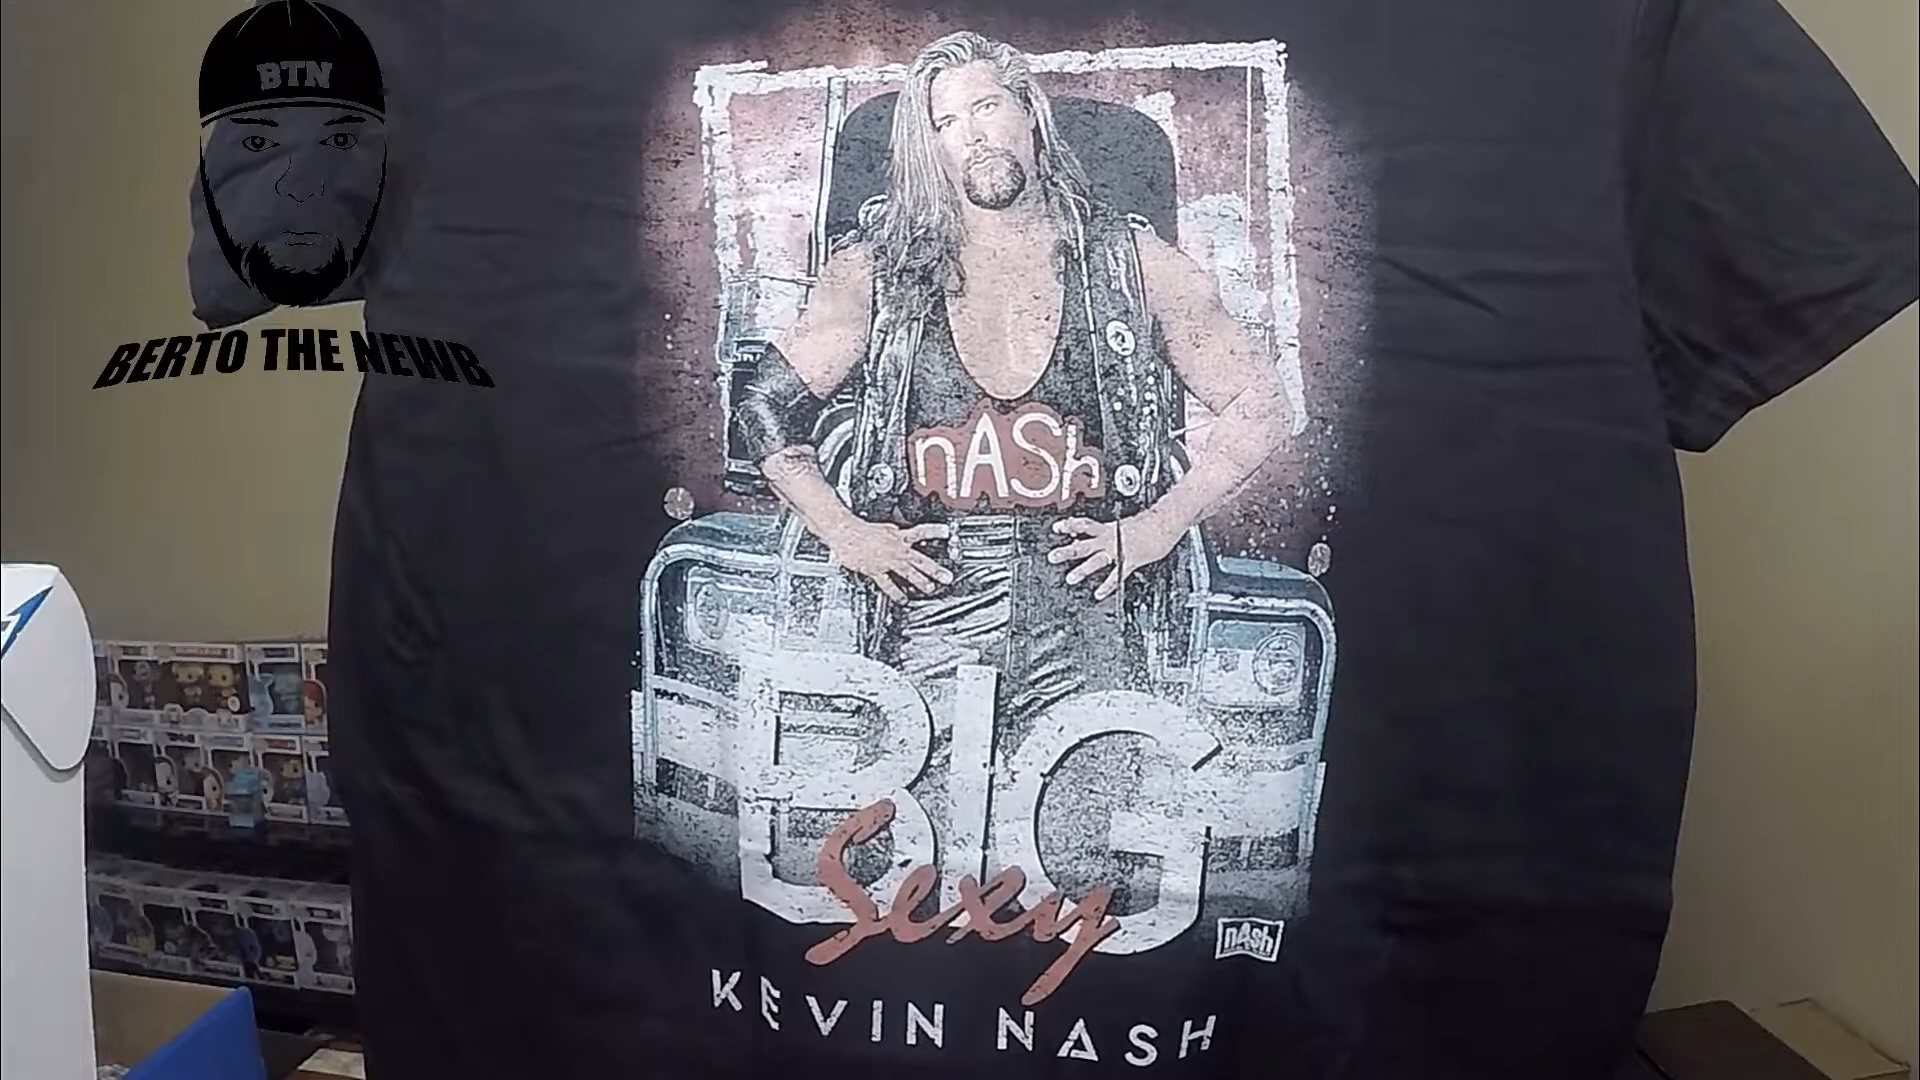 BTN
BERTO THE NEWB
nASh
BIG
Sexy
nASh
KEVIN NASH